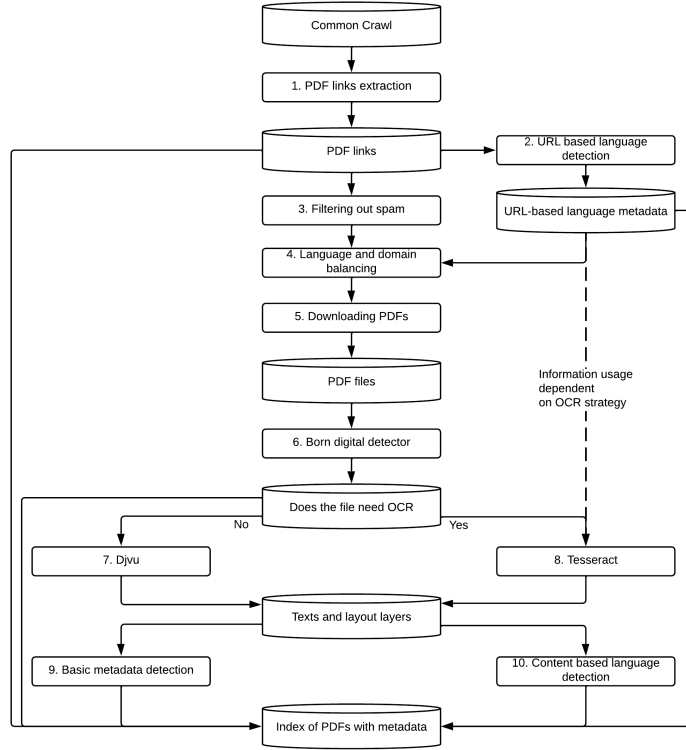 Common Crawl
1. PDF links extraction
PDF links
2. URL based language
detection
3. Filtering out spam
URL-based language metadata
4. Language and domain
balancing
5. Downloading PDFs
PDF files
Information usage
dependent
on OCR strategy
6. Born digital detector
Does the file need OCR
No
Yes
7. Djvu
8. Tesseract
Texts and layout layers
9. Basic metadata detection
10. Content based language
detection
Index of PDFs with metadata